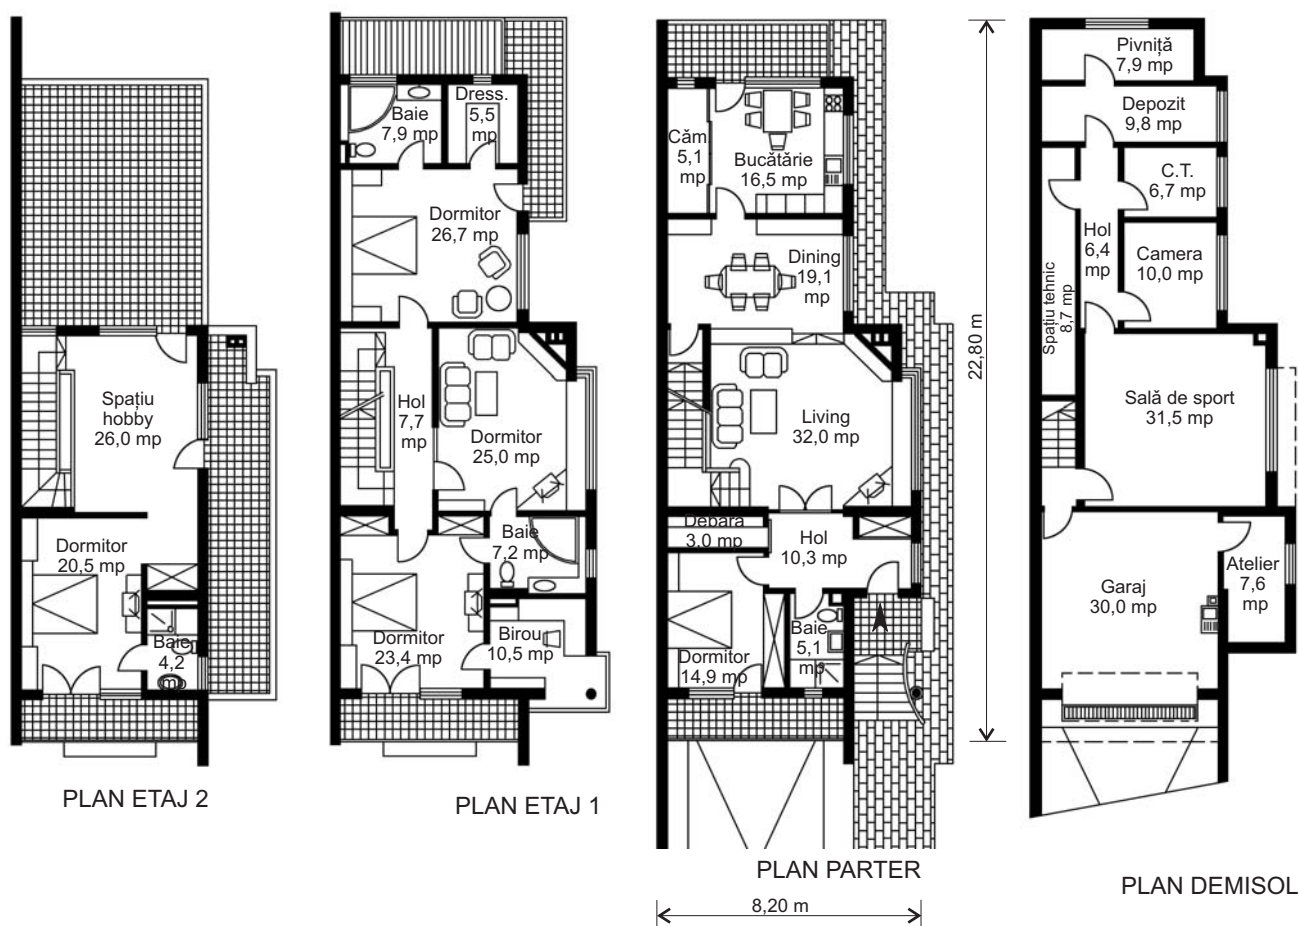 Spațiu
hobby
26,0 mp
Dormitor
20,5 mp
Baie
4,2
m
PLAN ETAJ 2
Baie
7,9 mp
Dress.
5,5
mp
Dormitor
26,7 mp
Hol
7,7
mp
Dormitor
25,0 mp
Baie
7,2 mp
Dormitor
23,4 mp
Birou
10,5 mp
PLAN ETAJ 1
Căm.
5,1
mp
Bucătărie
16,5 mp
Dining
19,1
mp
Living
32,0 mp
Debara
3,0 mp
Hol
10,3 mp
Dormitor
14,9 mp
Baie
5,1
mp
PLAN PARTER
8,20 m
22,80 m
Pivniță
7,9 mp
Depozit
9,8 mp
C.T.
6,7 mp
Hol
6,4
mp
Camera
10,0 mp
Spațiu tehnic
8,7 mp
Sală de sport
31,5 mp
Garaj
30,0 mp
Atelier
7,6
mp
PLAN DEMISOL